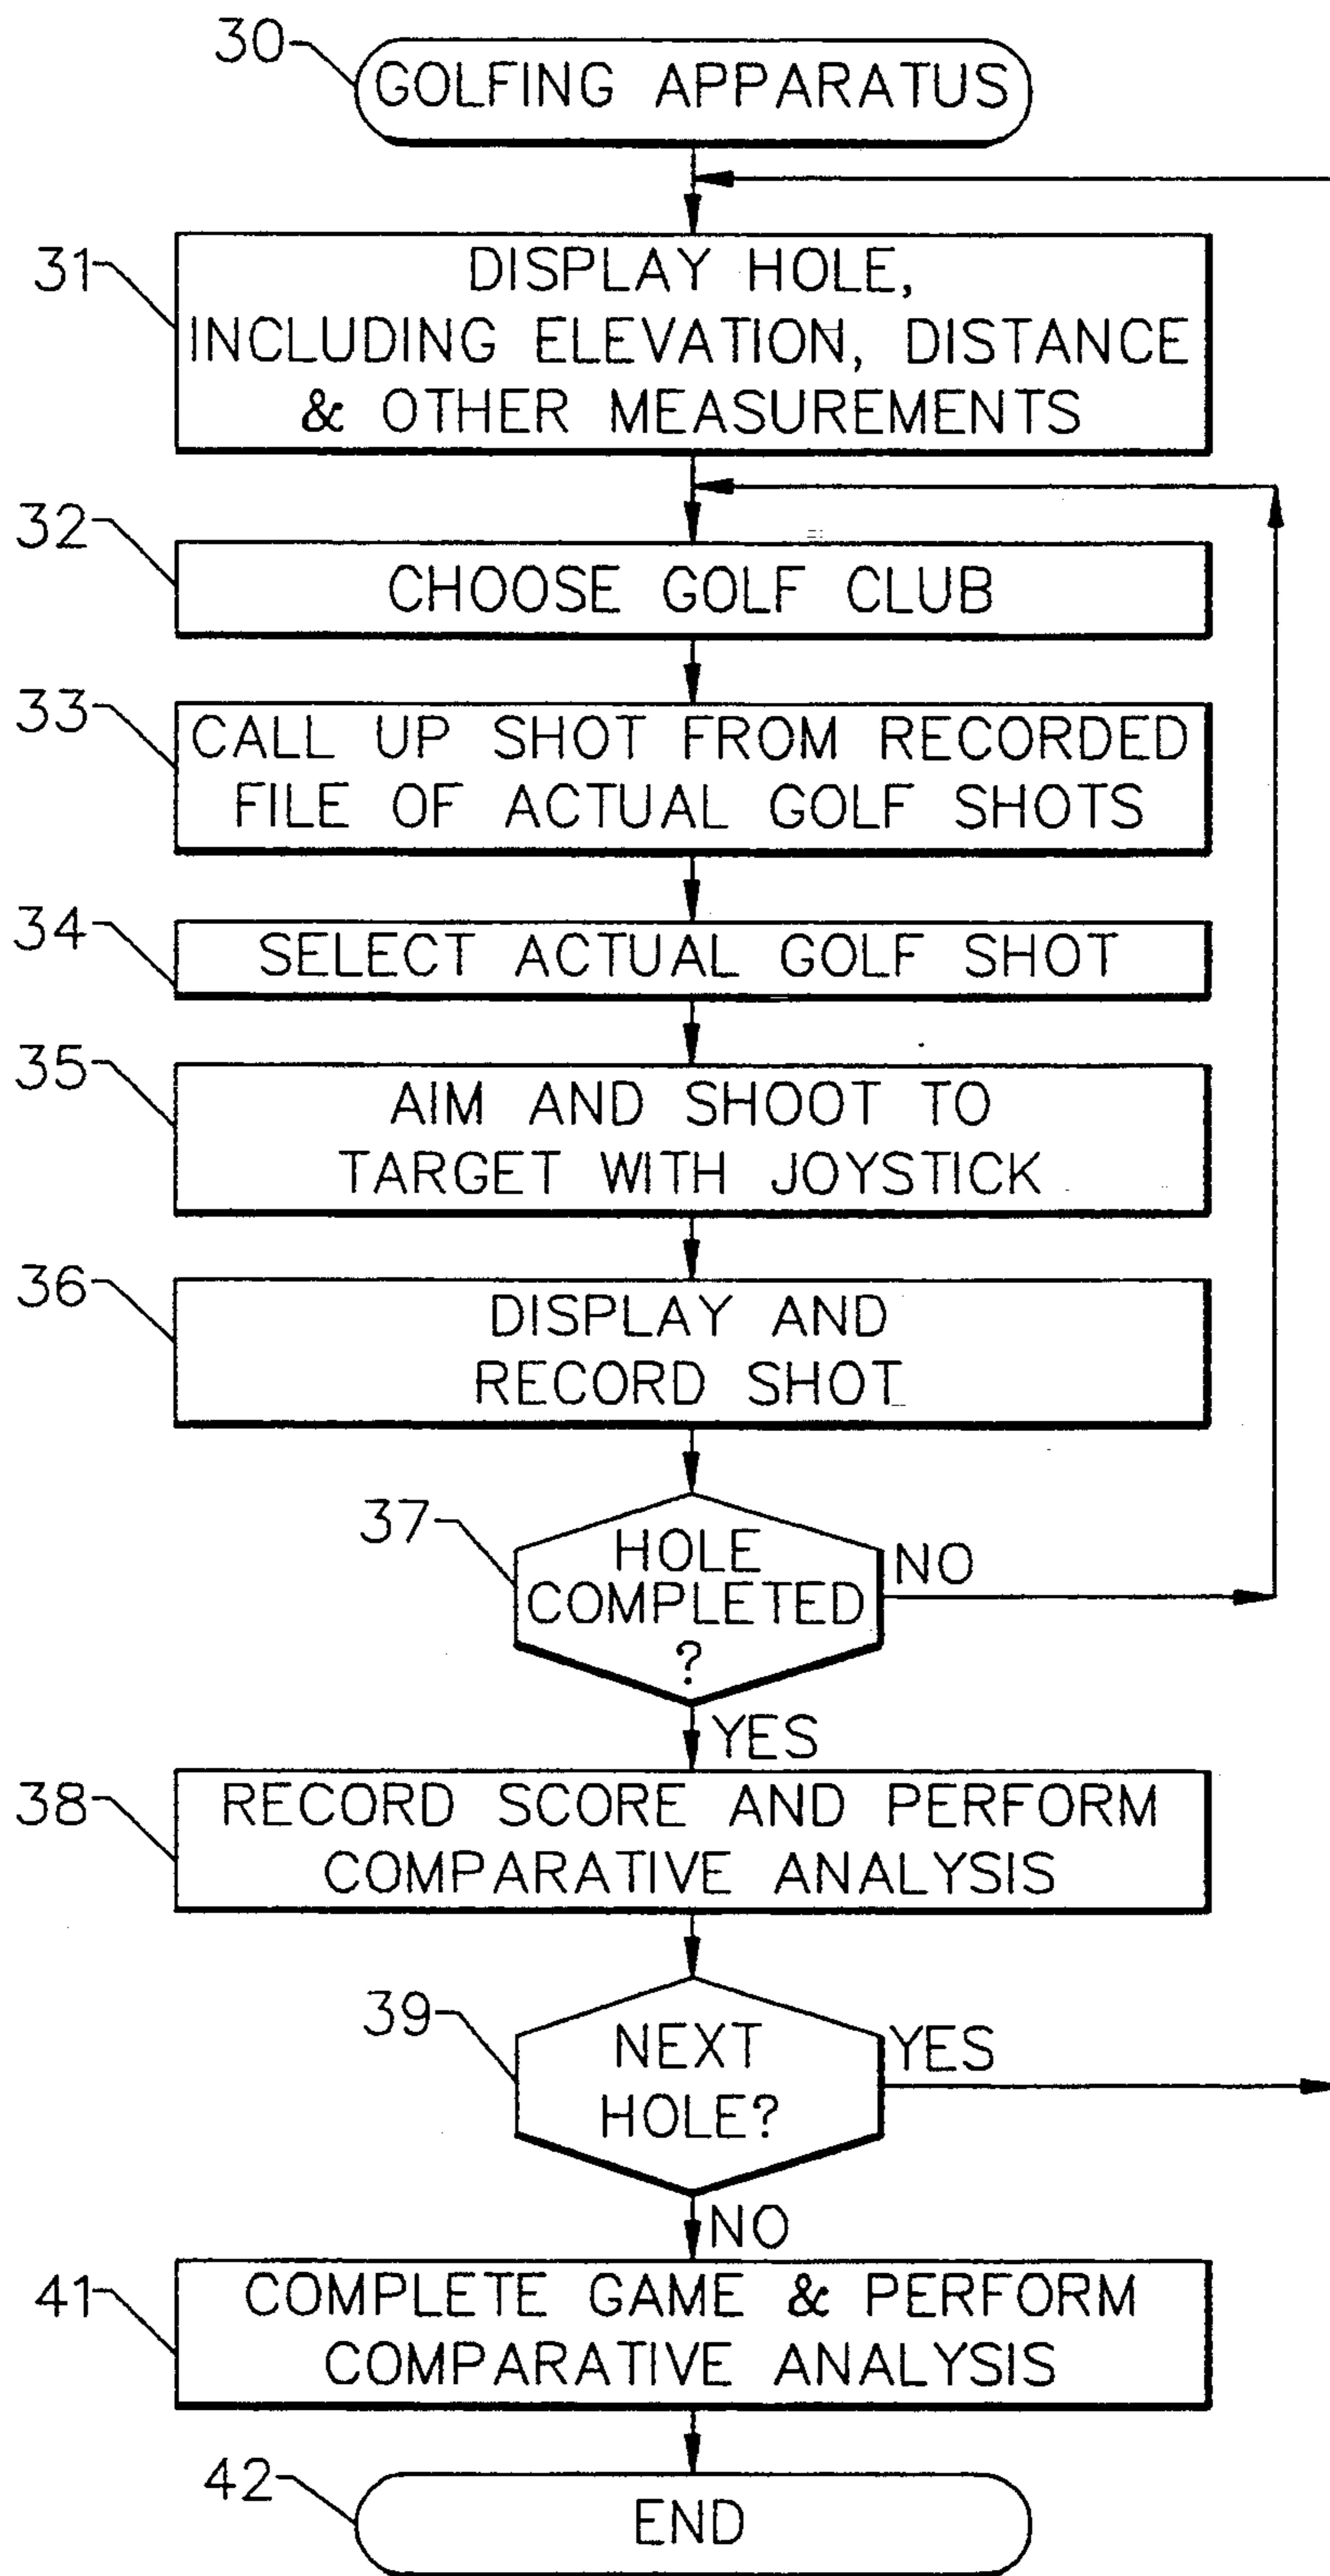 30
GOLFING APPARATUS
31
DISPLAY HOLE,
INCLUDING ELEVATION, DISTANCE
& OTHER MEASUREMENTS
32
CHOOSE GOLF CLUB
33
CALL UP SHOT FROM RECORDED
FILE OF ACTUAL GOLF SHOTS
34
SELECT ACTUAL GOLF SHOT
35
AIM AND SHOOT TO
TARGET WITH JOYSTICK
36
DISPLAY AND
RECORD SHOT
37
HOLE
COMPLETED
?
NO
YES
38
RECORD SCORE AND PERFORM
COMPARATIVE ANALYSIS
39
NEXT
HOLE?
YES
NO
41
COMPLETE GAME & PERFORM
COMPARATIVE ANALYSIS
42
END